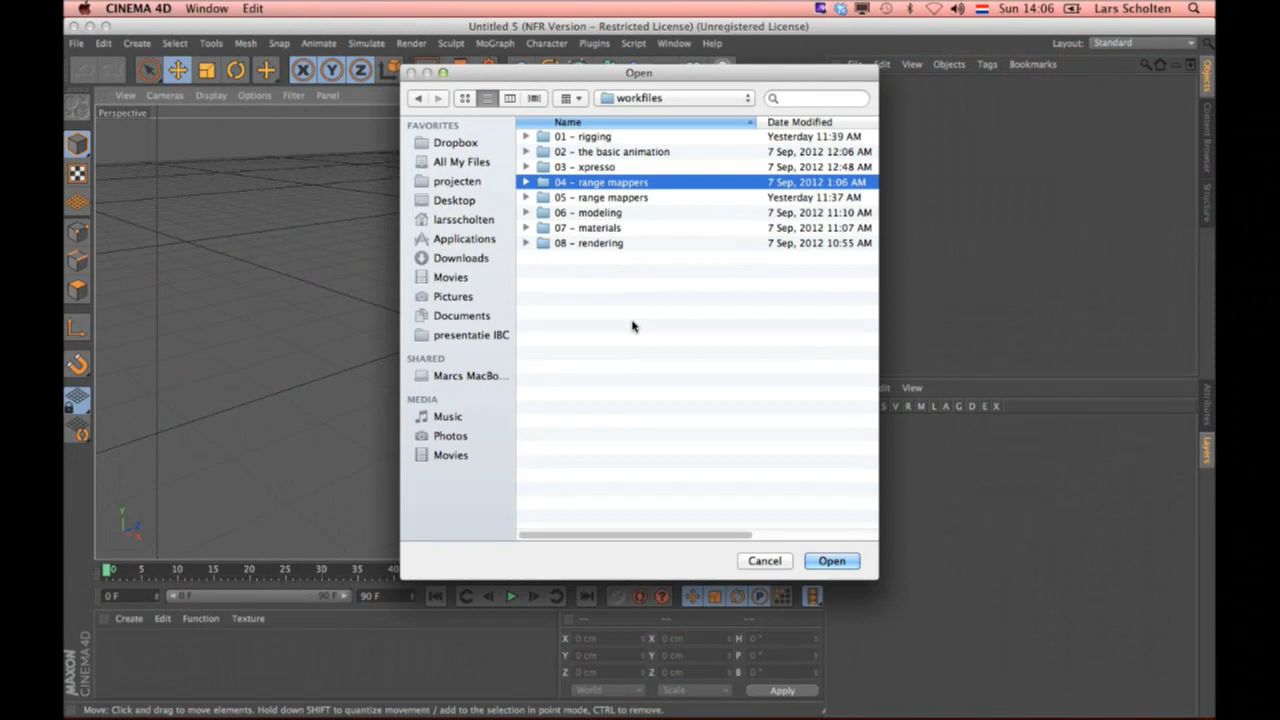 CINEMA 4D Window Edit Sun 14:06 Lars Scholten
Untitled 5 (NFR Version - Restricted License) (Unregistered License)
File Edit Create Select Tools Mesh Snap Animate Simulate Render Sculpt MoGraph Character Plugins Script Window Help Layout: Standard
Open
View Objects Tags Bookmarks
View Cameras Display Options Filter Panel
workfiles
Perspective
Name Date Modified
FAVORITES
Dropbox
All My Files
projecten
Desktop
larsscholten
Applications
Downloads
Movies
Pictures
Documents
presentatie IBC
SHARED
Marcs MacBo...
MEDIA
Music
Photos
Movies
01 - rigging Yesterday 11:39 AM
02 - the basic animation 7 Sep, 2012 12:06 AM
03 - xpresso 7 Sep, 2012 12:48 AM
04 - range mappers 7 Sep, 2012 1:06 AM
05 - range mappers Yesterday 11:37 AM
06 - modeling 7 Sep, 2012 11:10 AM
07 - materials 7 Sep, 2012 11:07 AM
08 - rendering 7 Sep, 2012 10:55 AM
Cancel Open
Objects
Content Browser
Structure
View
S V R M L A G D E X
Attributes
Layers
Y
Z
X
0 5 10 15 20 25 30 35 40
0 F 0 F 90 F 90 F
Create Edit Function Texture
X 0 cm X 0 cm H 0 °
Y 0 cm Y 0 cm P 0 °
Z 0 cm Z 0 cm B 0 °
World Scale Apply
MAXON
CINEMA 4D
Move: Click and drag to move elements. Hold down SHIFT to quantize movement / add to the selection in point mode, CTRL to remove.